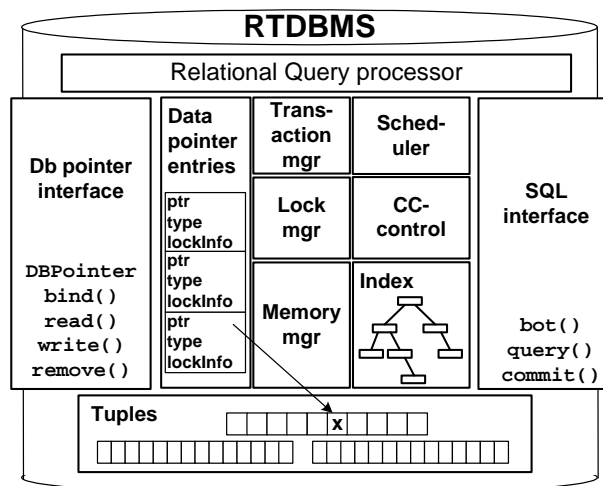 RTDBMS
Relational Query processor
Db pointer
interface
DBPointer
bind()
read()
write()
remove()
Data
pointer
entries
ptr
type
lockInfo
ptr
type
lockInfo
ptr
type
lockInfo
Trans-
action
mgr
Sched-
uler
Lock
mgr
CC-
control
Memory
mgr
Index
SQL
interface
bot()
query()
commit()
Tuples
x